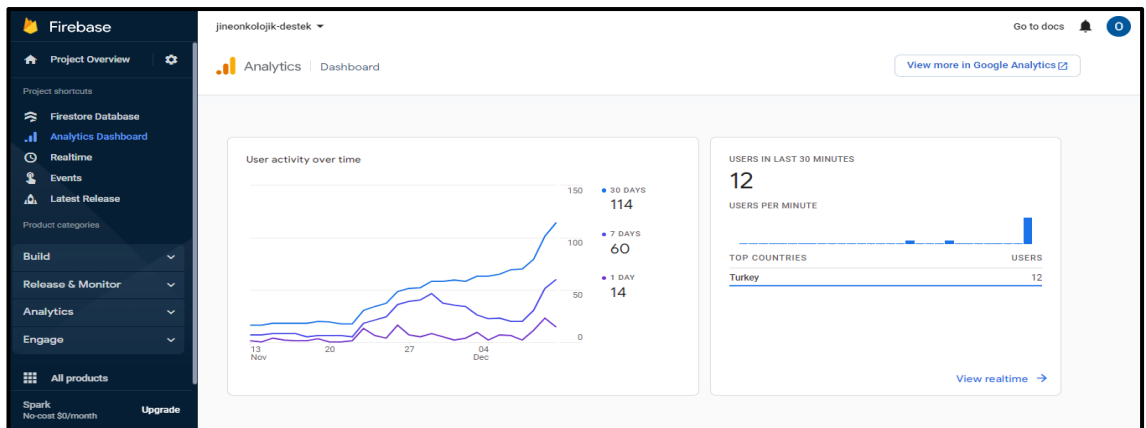 Firebase
Project Overview
Project shortcuts
Firestore Database
Analytics Dashboard
Realtime
Events
Latest Release
Product categories
Build
Release & Monitor
Analytics
Engage
All products
Spark
No-cost $0/month
Upgrade
jineonkolojik-destek
Go to docs
O
Analytics Dashboard
View more in Google Analytics
User activity over time
150
100
50
0
13
Nov
20
27
04
Dec
30 DAYS
114
7 DAYS
60
1 DAY
14
USERS IN LAST 30 MINUTES
12
USERS PER MINUTE
TOP COUNTRIES USERS
Turkey 12
View realtime